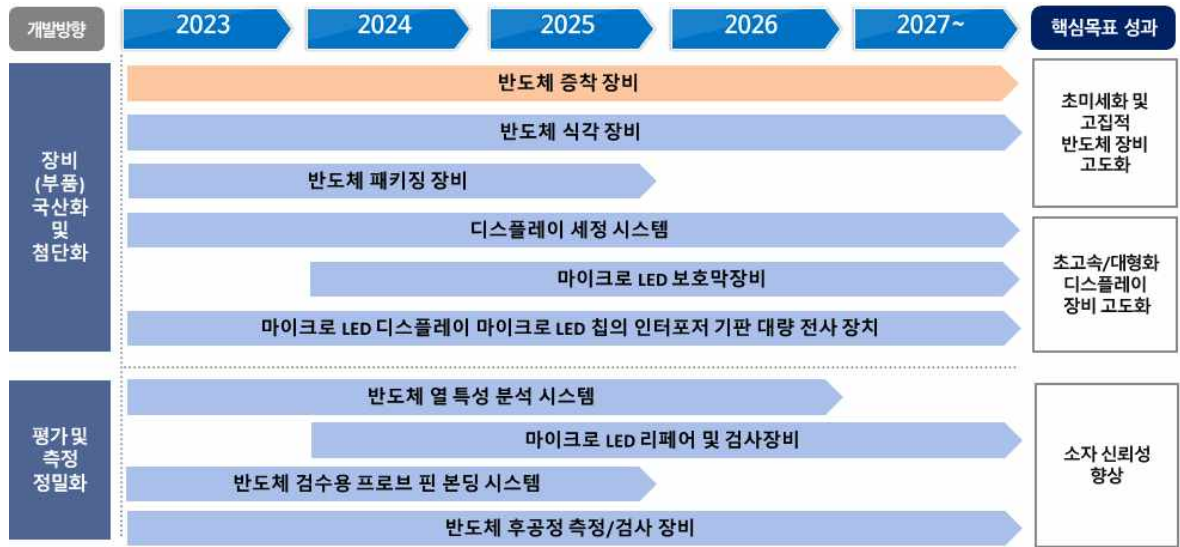 개발방향
2023
2024
2025
2026
2027~
핵심목표 성과
장비
(부품)
국산화
및
첨단화
반도체 증착 장비
반도체 식각 장비
반도체 패키징 장비
디스플레이 세정 시스템
마이크로 LED 보호막장비
마이크로 LED 디스플레이 마이크로 LED 칩의 인터포저 기판 대량 전사 장치
초미세화 및
고집적
반도체 장비
고도화
초고속/대형화
디스플레이
장비 고도화
평가 및
측정
정밀화
반도체 열 특성 분석 시스템
마이크로 LED 리페어 및 검사장비
반도체 검수용 프로브 핀 본딩 시스템
반도체 후공정 측정/검사 장비
소자 신뢰성
향상